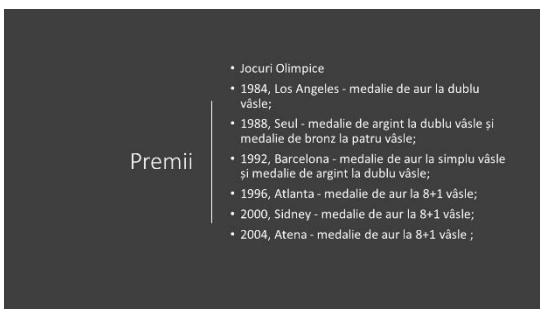 Premii
• Jocuri Olimpice
• 1984, Los Angeles - medalie de aur la dublu
vâsle;
• 1988, Seul - medalie de argint la dublu vâsle și
medalie de bronz la patru vâsle;
• 1992, Barcelona - medalie de aur la simplu vâsle
și medalie de argint la dublu vâsle;
• 1996, Atlanta - medalie de aur la 8+1 vâsle;
• 2000, Sidney - medalie de aur la 8+1 vâsle;
• 2004, Atena - medalie de aur la 8+1 vâsle ;